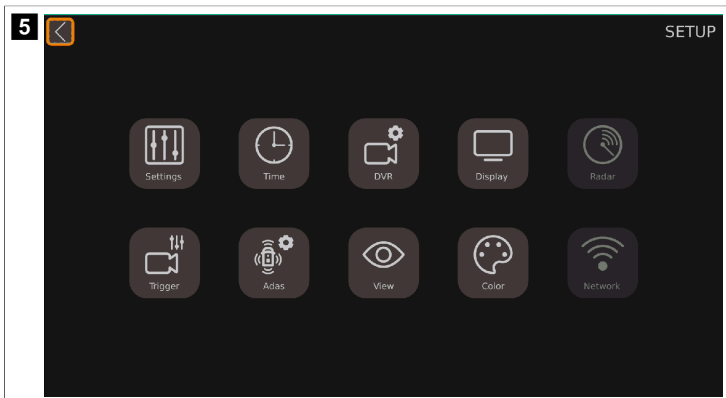 5
SETUP
Settings Time DVR Display Radar
Trigger Adas View Color Network